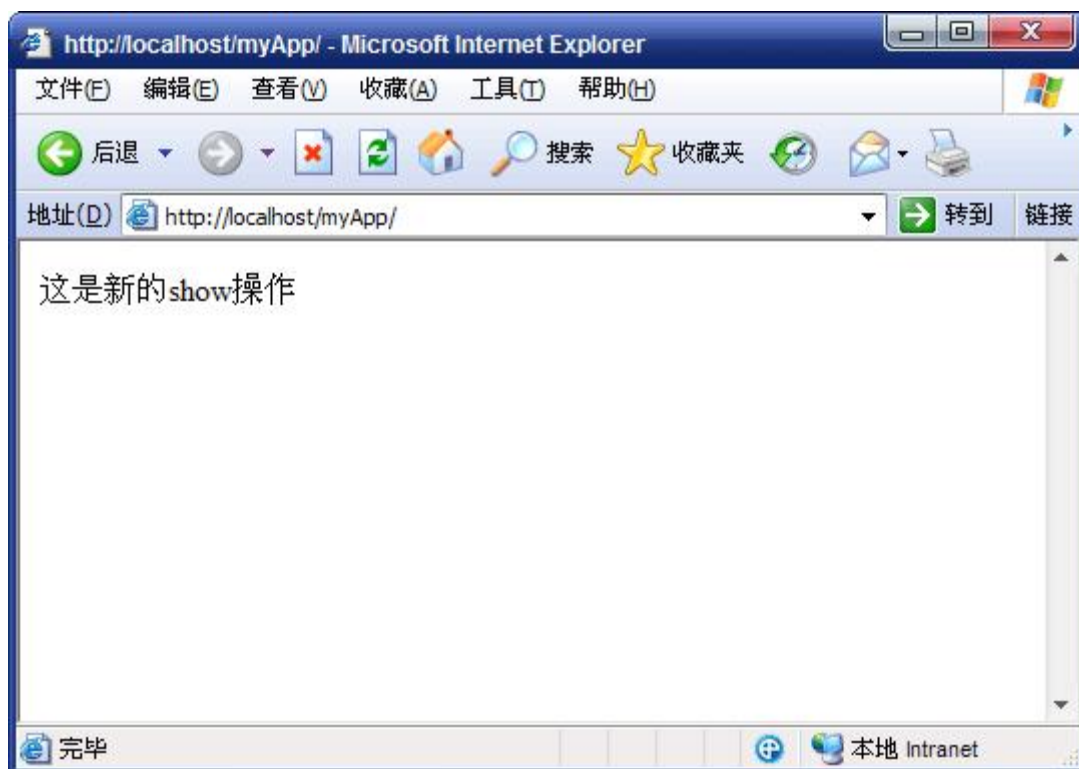 http://localhost/myApp/ - Microsoft Internet Explorer
文件(F) 编辑(E) 查看(V) 收藏(A) 工具(T) 帮助(H)
后退 搜索 收藏夹
地址(D) http://localhost/myApp/ 转到 链接
这是新的show操作
完毕 本地 Intranet